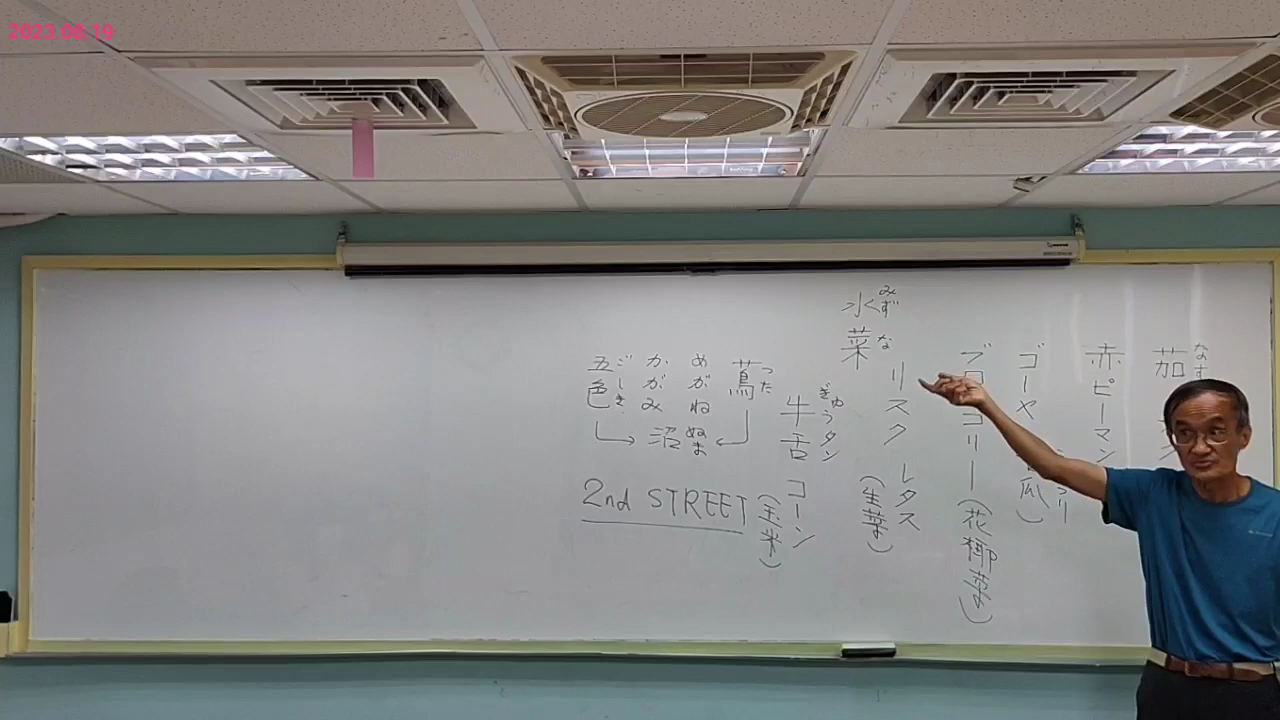 2023.08.19
なす
茄
赤ピーマン
ゴーヤ
瓜）
ブロッコリー（花椰菜）
リスク レタス
（生菜）
みずな
水菜
ぎゅうタン
牛舌 コーン
（玉米）
つた
蔦
めがね
かがみ
ごしき
五色
沼
ぬま
2nd STREET